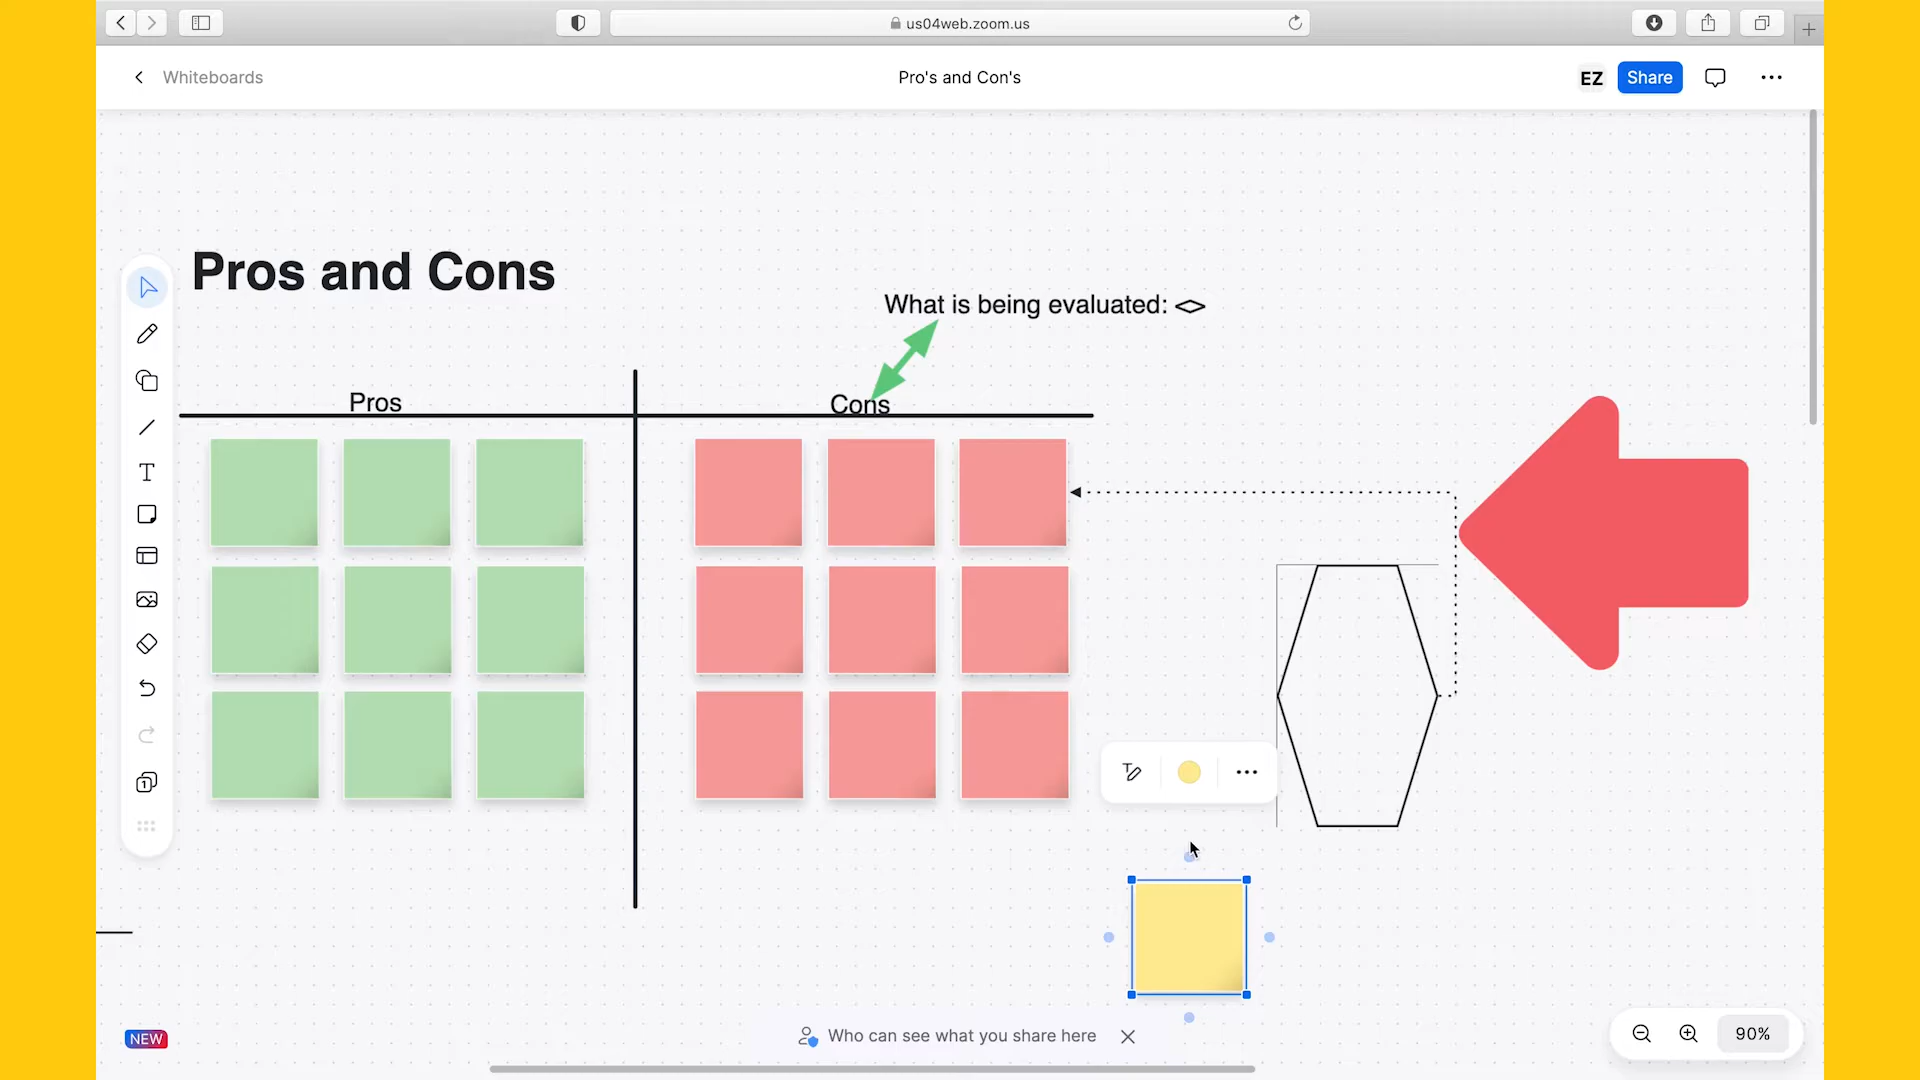 us04web.zoom.us
Whiteboards
Pro's and Con's
EZ
Share
Pros and Cons
What is being evaluated: <>
Pros
Cons
T
1
T
NEW
Who can see what you share here
90%